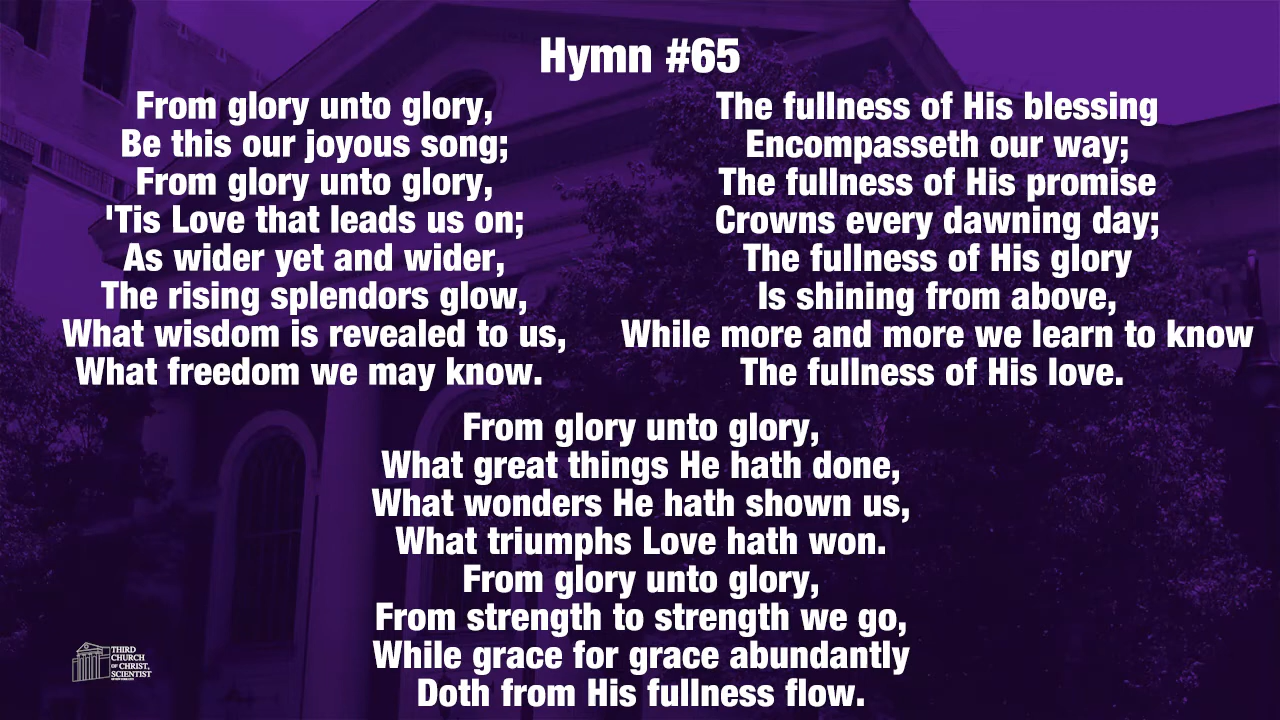 Hymn #65
From glory unto glory,
Be this our joyous song;
From glory unto glory,
'Tis Love that leads us on;
As wider yet and wider,
The rising splendors glow,
What wisdom is revealed to us,
What freedom we may know.
The fullness of His blessing
Encompasseth our way;
The fullness of His promise
Crowns every dawning day;
The fullness of His glory
Is shining from above,
While more and more we learn to know
The fullness of His love.
From glory unto glory,
What great things He hath done,
What wonders He hath shown us,
What triumphs Love hath won.
From glory unto glory,
From strength to strength we go,
While grace for grace abundantly
Doth from His fullness flow.
THIRD
CHURCH
OF CHRIST,
SCIENTIST